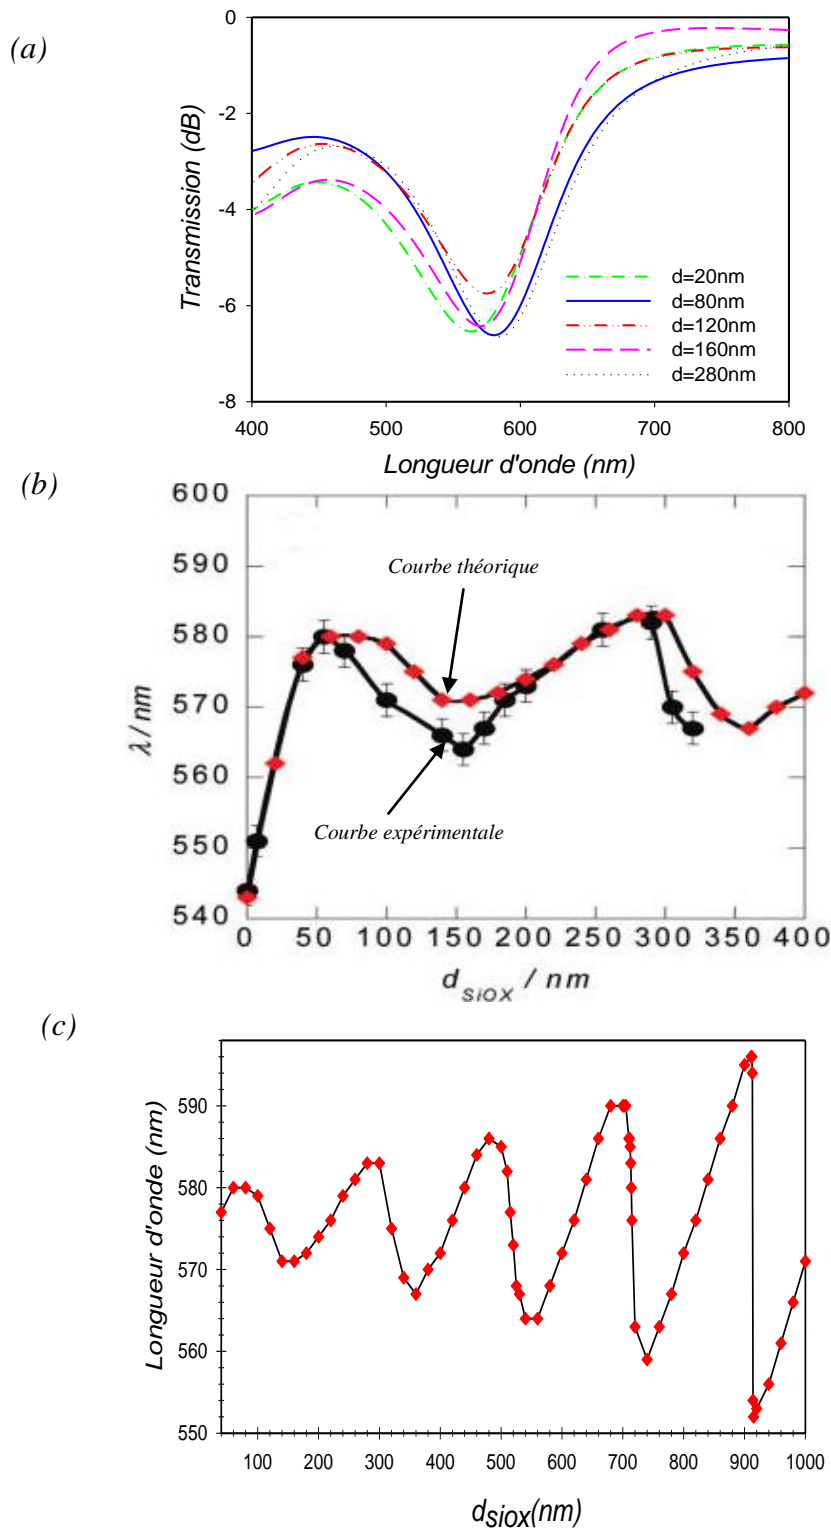 (a)
0
-2
-4
-6
-8
Transmission (dB)
d=20nm
d=80nm
d=120nm
d=160nm
d=280nm
400 500 600 700 800
Longueur d'onde (nm)
(b)
600
590
580
570
560
550
540
λ / nm
Courbe théorique
Courbe expérimentale
0 50 100 150 200 250 300 350 400
d_SiOX / nm
(c)
590
580
570
560
550
Longueur d'onde (nm)
100 200 300 400 500 600 700 800 900 1000
dsiox(nm)